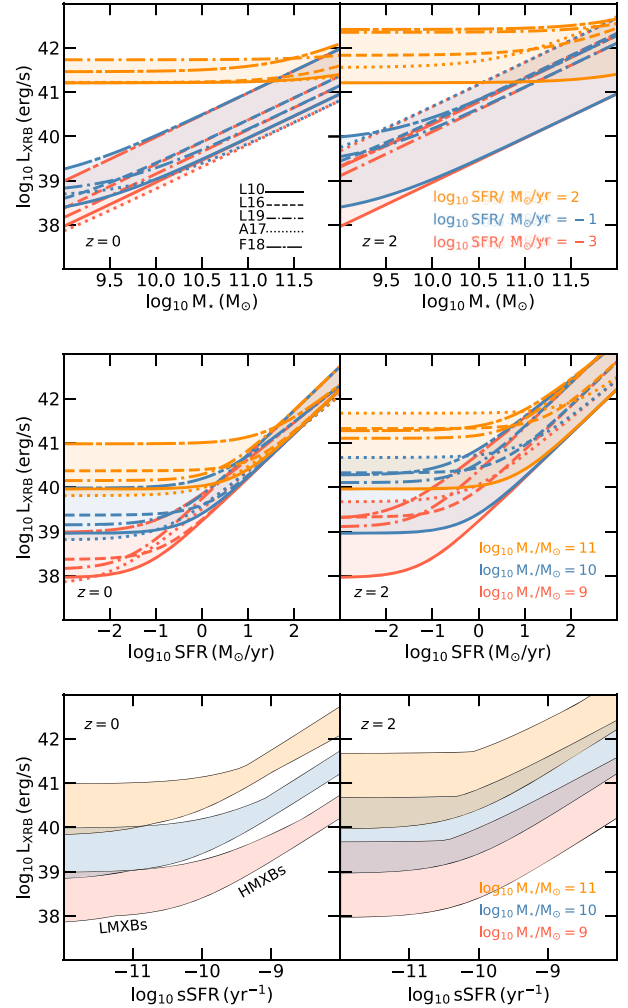 42
41
40
39
38
log₁₀ L_XRB (erg/s)
z = 0
L10
L16
L19
A17
F18
9.5 10.0 10.5 11.0 11.5
log₁₀ M⋆ (M⊙)
z = 2
log₁₀ SFR/ M⊙/yr = 2
log₁₀ SFR/ M⊙/yr = −1
log₁₀ SFR/ M⊙/yr = −3
9.5 10.0 10.5 11.0 11.5
log₁₀ M⋆ (M⊙)
42
41
40
39
38
log₁₀ L_XRB (erg/s)
z = 0
−2 −1 0 1 2
log₁₀ SFR (M⊙/yr)
z = 2
log₁₀ M⋆/M⊙ = 11
log₁₀ M⋆/M⊙ = 10
log₁₀ M⋆/M⊙ = 9
−2 −1 0 1 2
log₁₀ SFR (M⊙/yr)
42
41
40
39
38
log₁₀ L_XRB (erg/s)
z = 0
LMXBs
HMXBs
−11 −10 −9
log₁₀ sSFR (yr⁻¹)
z = 2
log₁₀ M⋆/M⊙ = 11
log₁₀ M⋆/M⊙ = 10
log₁₀ M⋆/M⊙ = 9
−11 −10 −9
log₁₀ sSFR (yr⁻¹)